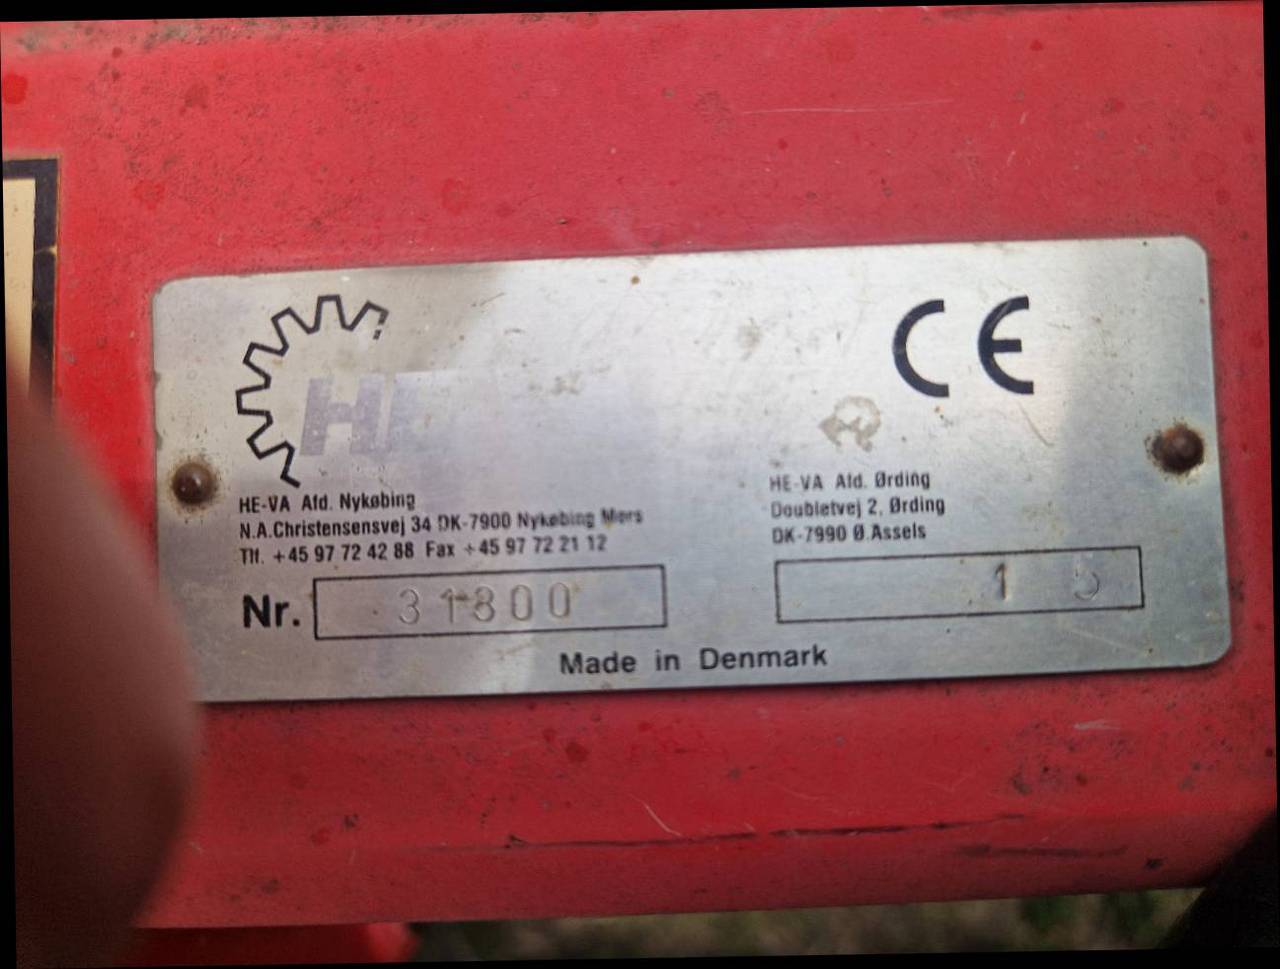 HE
CE
HE-VA Afd. Nykøbing
N.A.Christensensvej 34 DK-7900 Nykøbing Mors
Tlf. +45 97 72 42 88 Fax +45 97 72 21 12
HE-VA Afd. Ørding
Doubletvej 2, Ørding
DK-7990 Ø.Assels
Nr. 31800
1
Made in Denmark